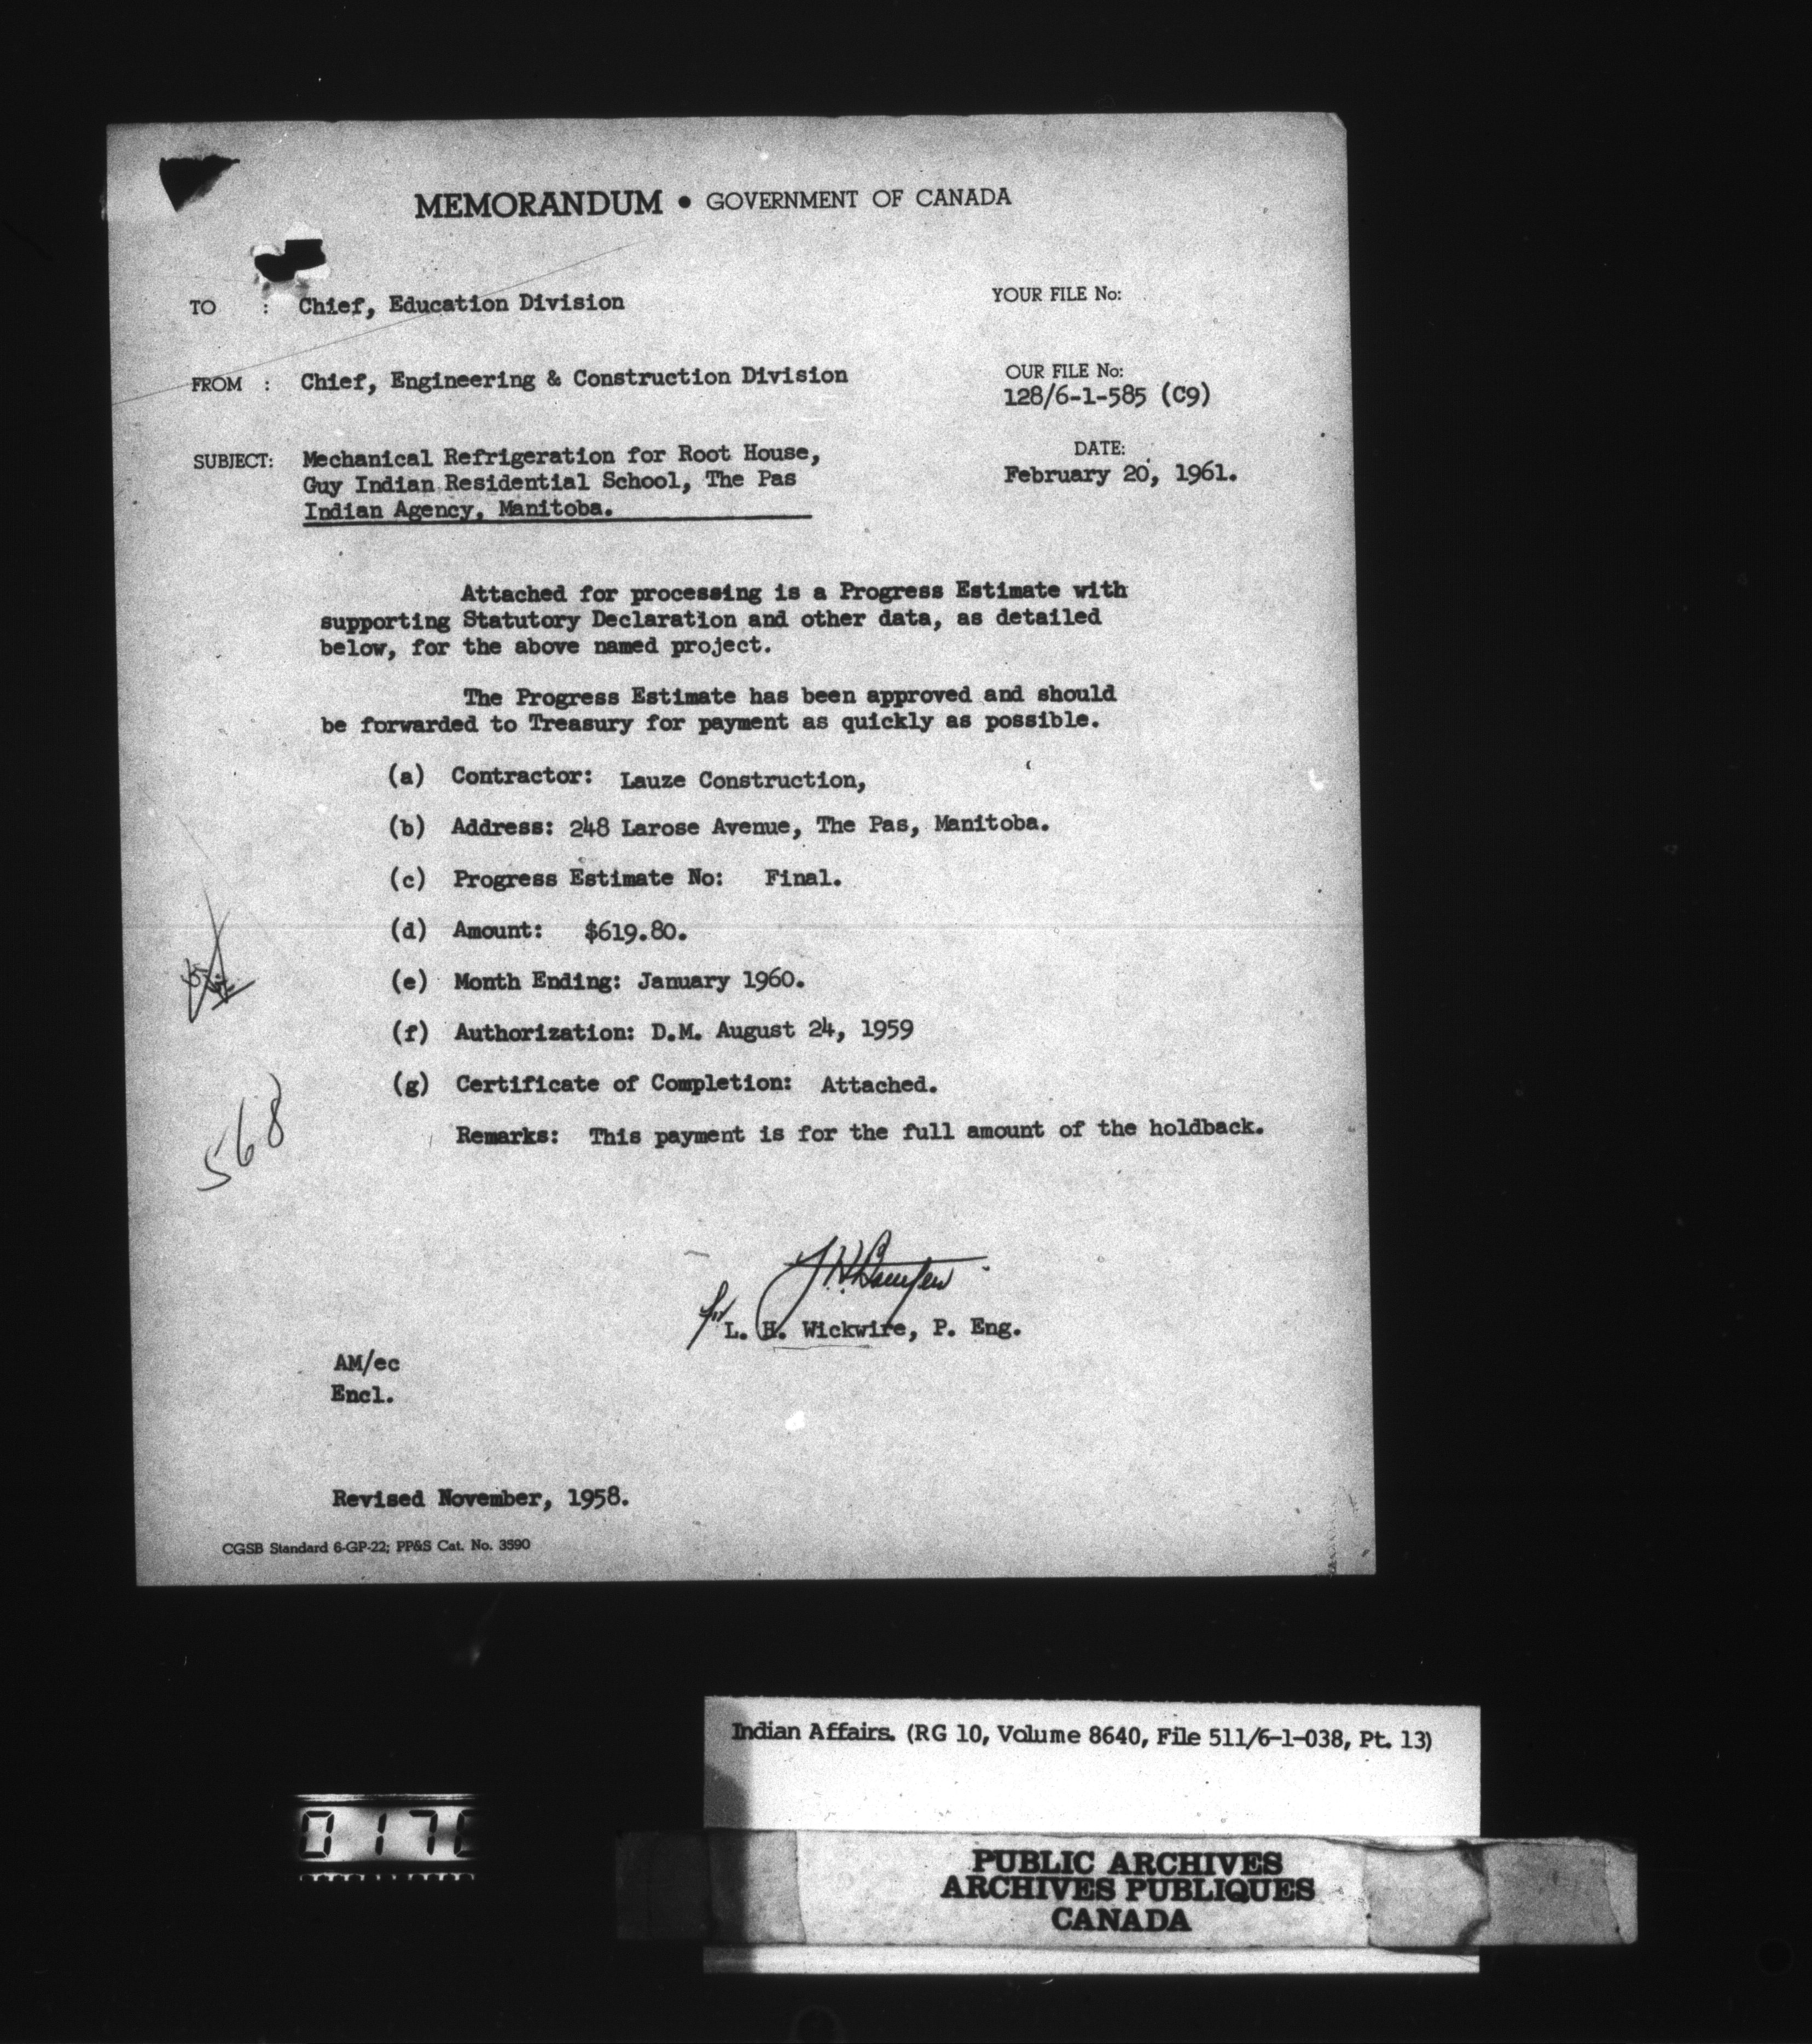 MEMORANDUM • GOVERNMENT OF CANADA
TO : Chief, Education Division
YOUR FILE No:
FROM : Chief, Engineering & Construction Division
OUR FILE No:
128/6-1-585 (C9)
SUBJECT: Mechanical Refrigeration for Root House,
Guy Indian Residential School, The Pas
Indian Agency, Manitoba.
DATE:
February 20, 1961.
Attached for processing is a Progress Estimate with
supporting Statutory Declaration and other data, as detailed
below, for the above named project.
The Progress Estimate has been approved and should
be forwarded to Treasury for payment as quickly as possible.
(a) Contractor: Lauze Construction,
(b) Address: 248 Larose Avenue, The Pas, Manitoba.
(c) Progress Estimate No: Final.
(d) Amount: $619.80.
(e) Month Ending: January 1960.
(f) Authorization: D.M. August 24, 1959
(g) Certificate of Completion: Attached.
Remarks: This payment is for the full amount of the holdback.
568
L. H. Wickwire, P. Eng.
AM/ec
Encl.
Revised November, 1958.
CGSB Standard 6-GP-22; PP&S Cat. No. 3590
Indian Affairs. (RG 10, Volume 8640, File 511/6-1-038, Pt. 13)
PUBLIC ARCHIVES
ARCHIVES PUBLIQUES
CANADA